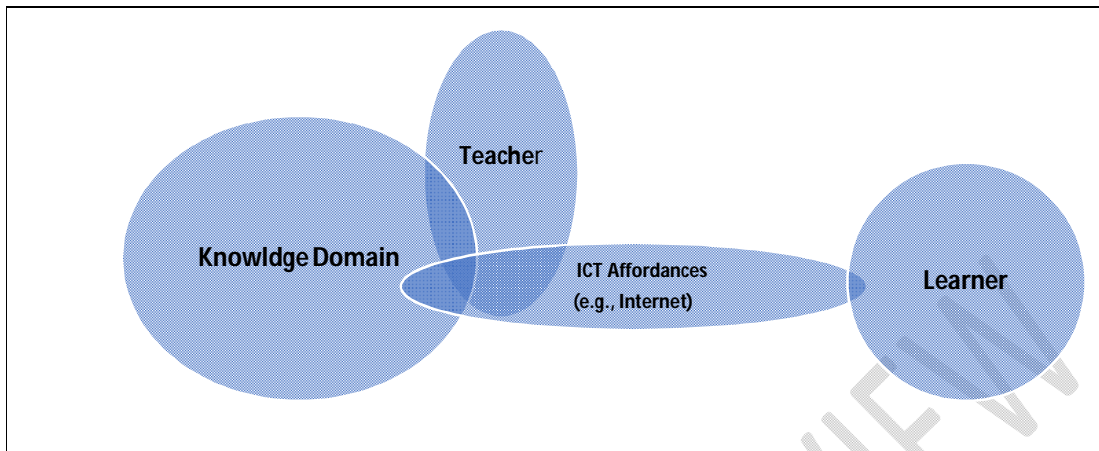 Teacher
Knowldge Domain
ICT Affordances
(e.g., Internet)
Learner